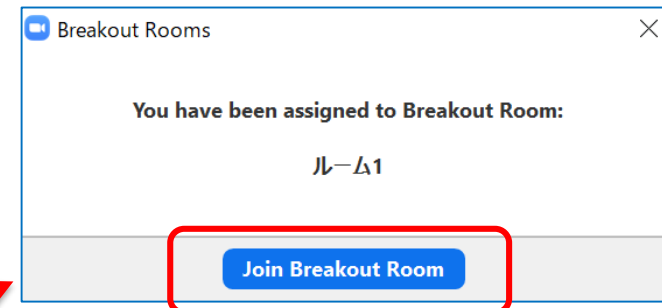 Breakout Rooms
You have been assigned to Breakout Room:
ルーム1
Join Breakout Room